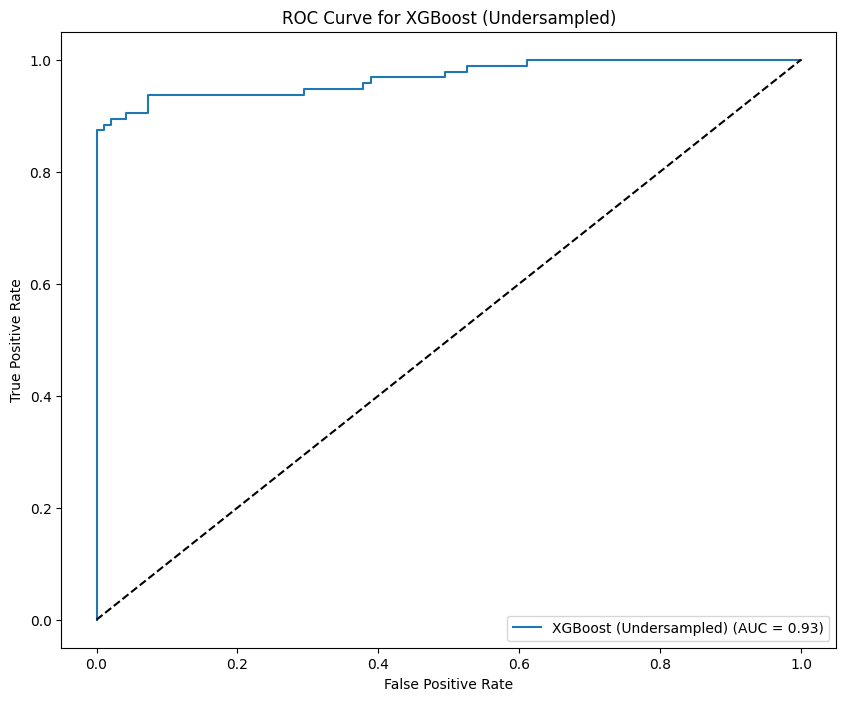 ROC Curve for XGBoost (Undersampled)
1.0
0.8
0.6
0.4
0.2
0.0
True Positive Rate
XGBoost (Undersampled) (AUC = 0.93)
0.0 0.2 0.4 0.6 0.8 1.0
False Positive Rate